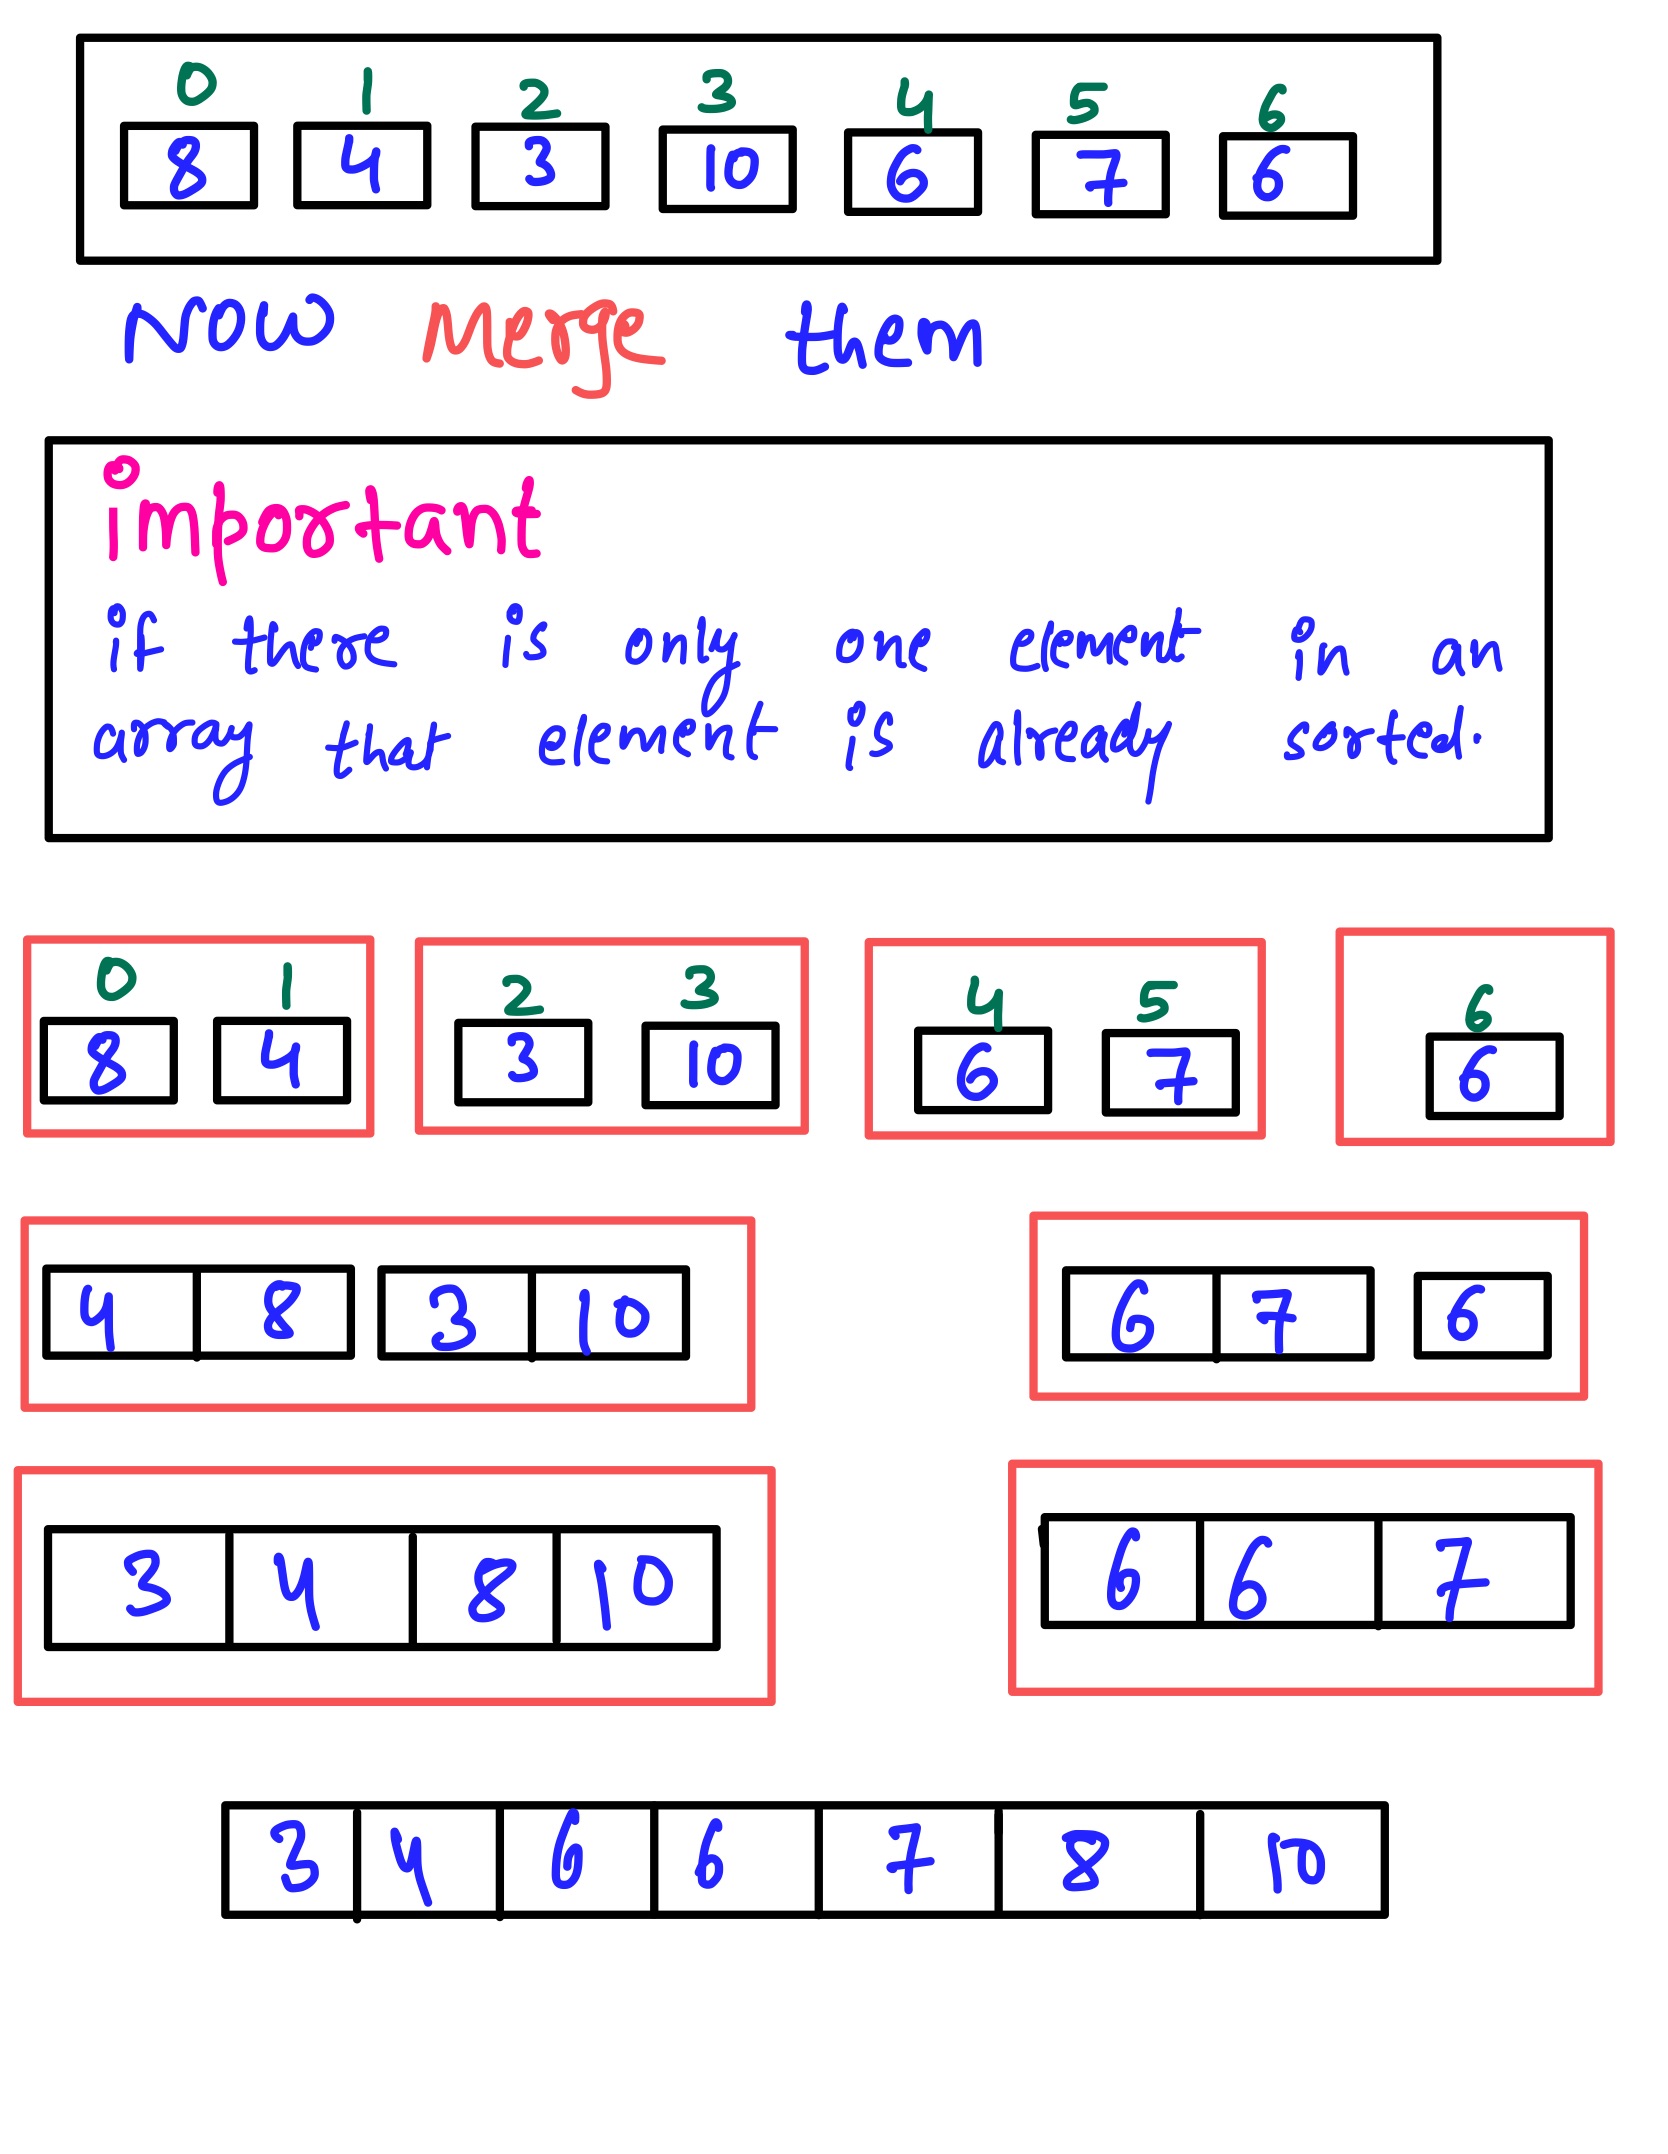 0 1 2 3 4 5 6
8 4 3 10 6 7 6
Now Merge them
important
if there is only one element in an
array that element is already sorted.
0 1 2 3 4 5 6
8 4 3 10 6 7 6
4 8 3 10 6 7 6
3 4 8 10 6 6 7
3 4 6 6 7 8 10